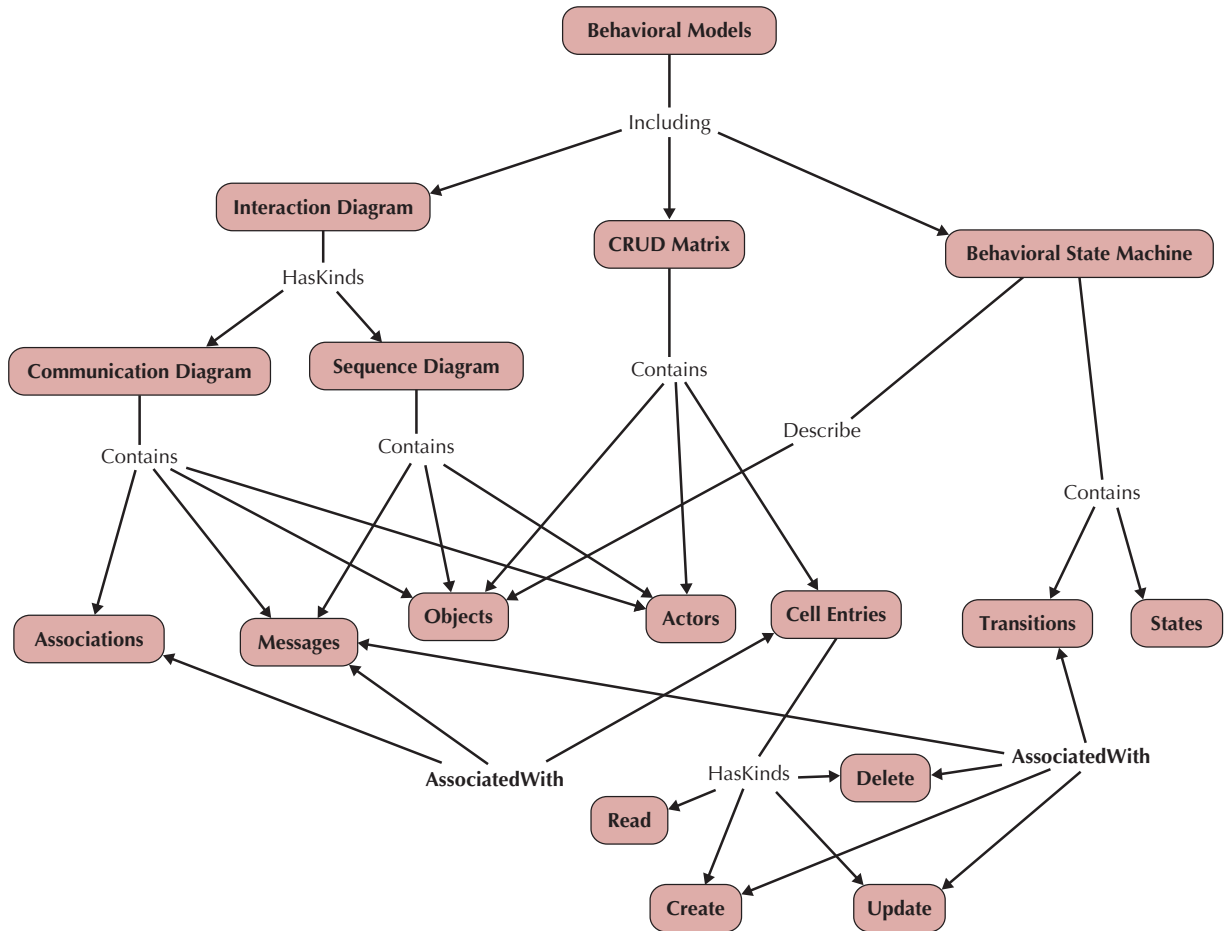 Behavioral Models
Including
Interaction Diagram
CRUD Matrix
Behavioral State Machine
HasKinds
Communication Diagram
Sequence Diagram
Contains
Describe
Contains
Contains
Contains
Objects
Actors
Cell Entries
Transitions
States
Associations
Messages
AssociatedWith
HasKinds
Delete
AssociatedWith
Read
Create
Update